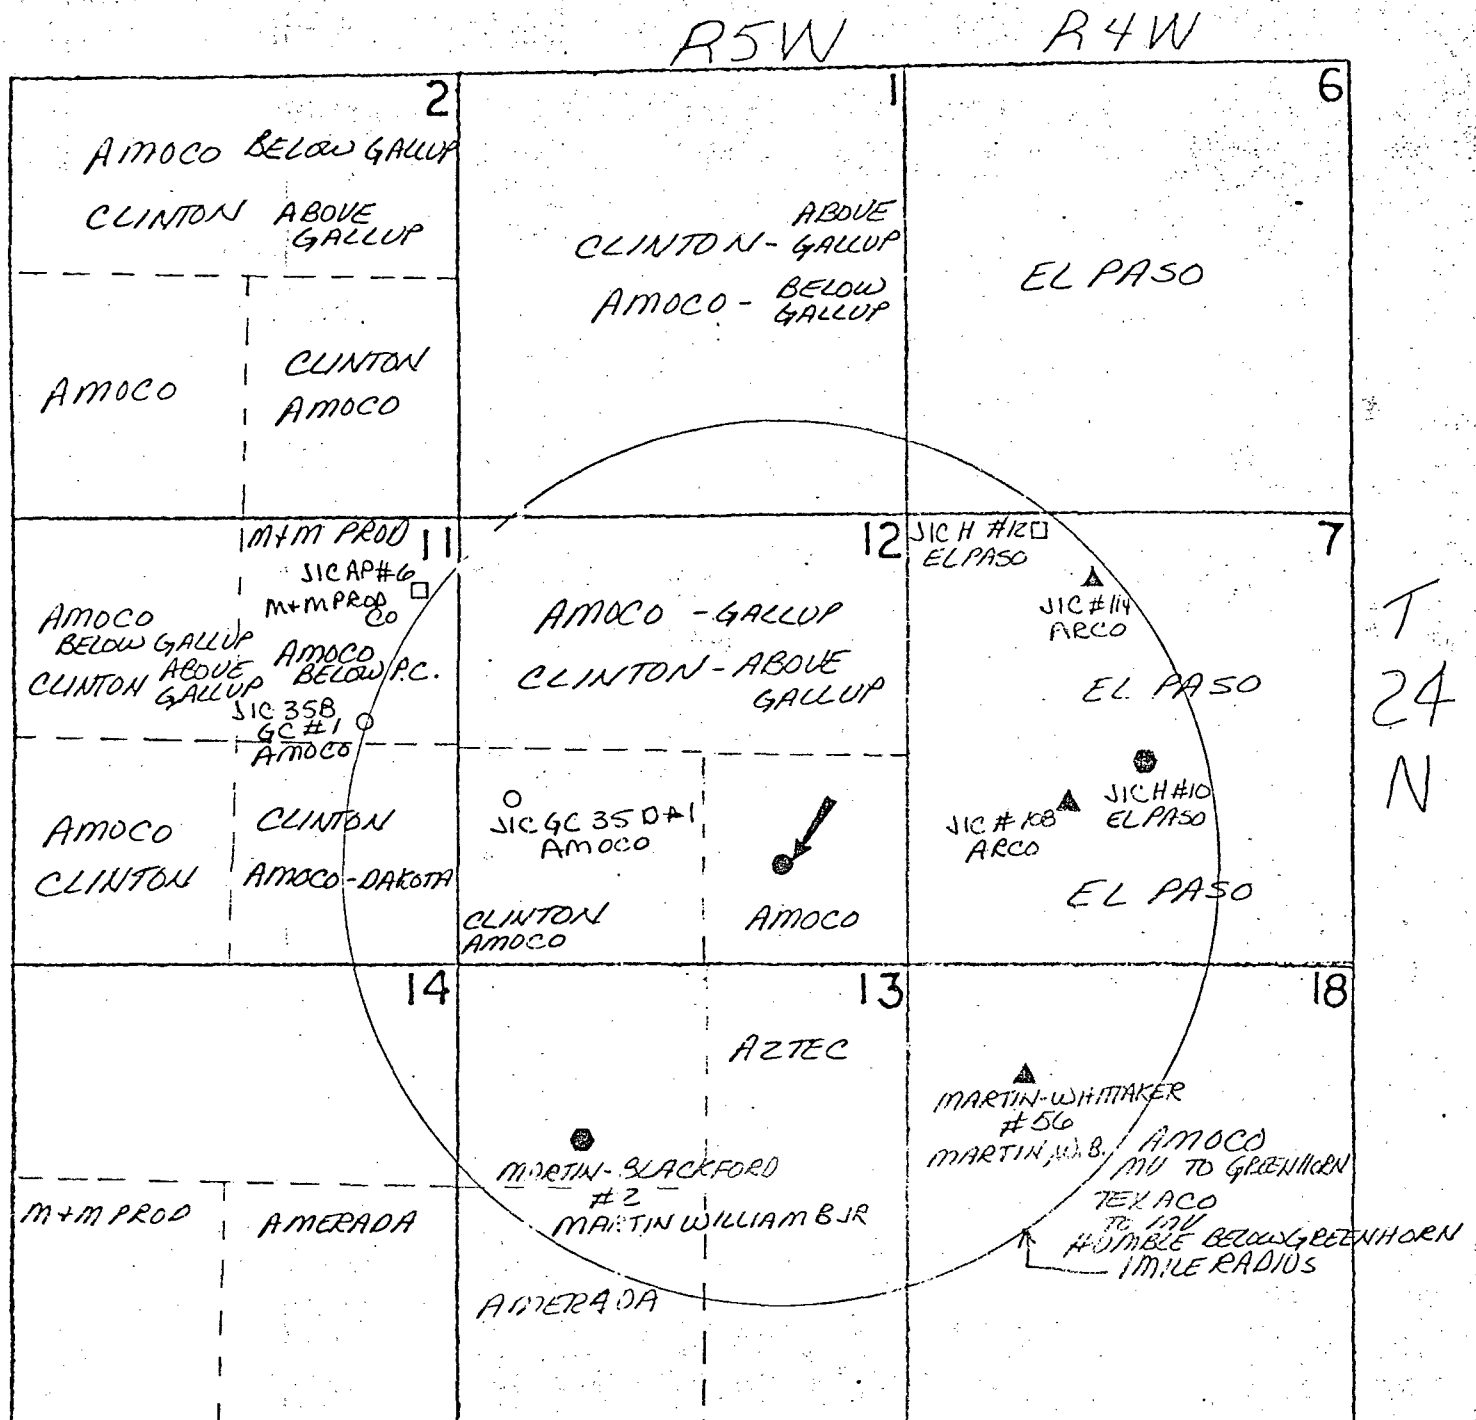 R5W
R4W
2
AMOCO BELOW GALLUP
CLINTON ABOVE
GALLUP
AMOCO
CLINTON
AMOCO
1
ABOVE
CLINTON - GALLUP
AMOCO - BELOW
GALLUP
6
EL PASO
M+M PROD
11
JIC AP#6
M+M PROD
CO
AMOCO
BELOW GALLUP
CLINTON ABOVE
GALLUP
AMOCO
BELOW P.C.
JIC 35B
GC #1
AMOCO
AMOCO
CLINTON
CLINTON
AMOCO-DAKOTA
12
AMOCO - GALLUP
CLINTON - ABOVE
GALLUP
JIC GC 35 D#1
AMOCO
CLINTON
AMOCO
AMOCO
JIC H #12
EL PASO
7
JIC #114
ARCO
EL PASO
JIC H #10
EL PASO
JIC #108
ARCO
EL PASO
T
24
N
14
M+M PROD
AMERADA
13
AZTEC
MARTIN-BLACKFORD
#2
MARTIN WILLIAM B JR
AMERADA
18
MARTIN-WHITTAKER
#56
MARTIN, W.B.
AMOCO
MV TO GREENHORN
TEXACO
TO MV
HUMBLE BELOW GREENHORN
1 MILE RADIUS